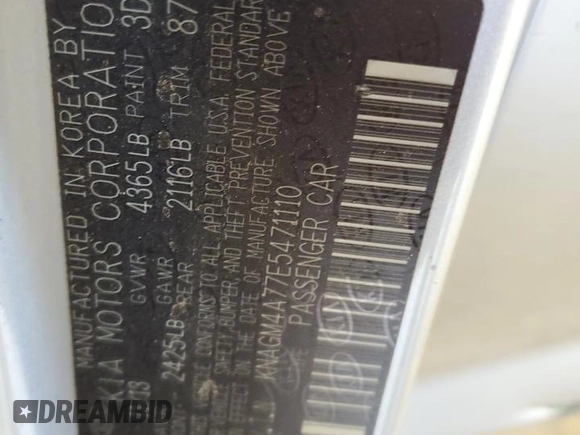 MANUFACTURED IN KOREA BY
KIA MOTORS CORPORATIO
13 GVWR 4365LB PAINT 3D
GAWR
2425LB REAR 2116LB TRIM 87
S TO ALL APPLICABLE U.S.A FEDERAL
SAFETY, BUMPER AND THEFT PREVENTION STANDAR
ON THE DATE OF MANUFACTURE SHOWN ABOVE
KNAGM4A77E5471110
PASSENGER CAR
DREAMBID